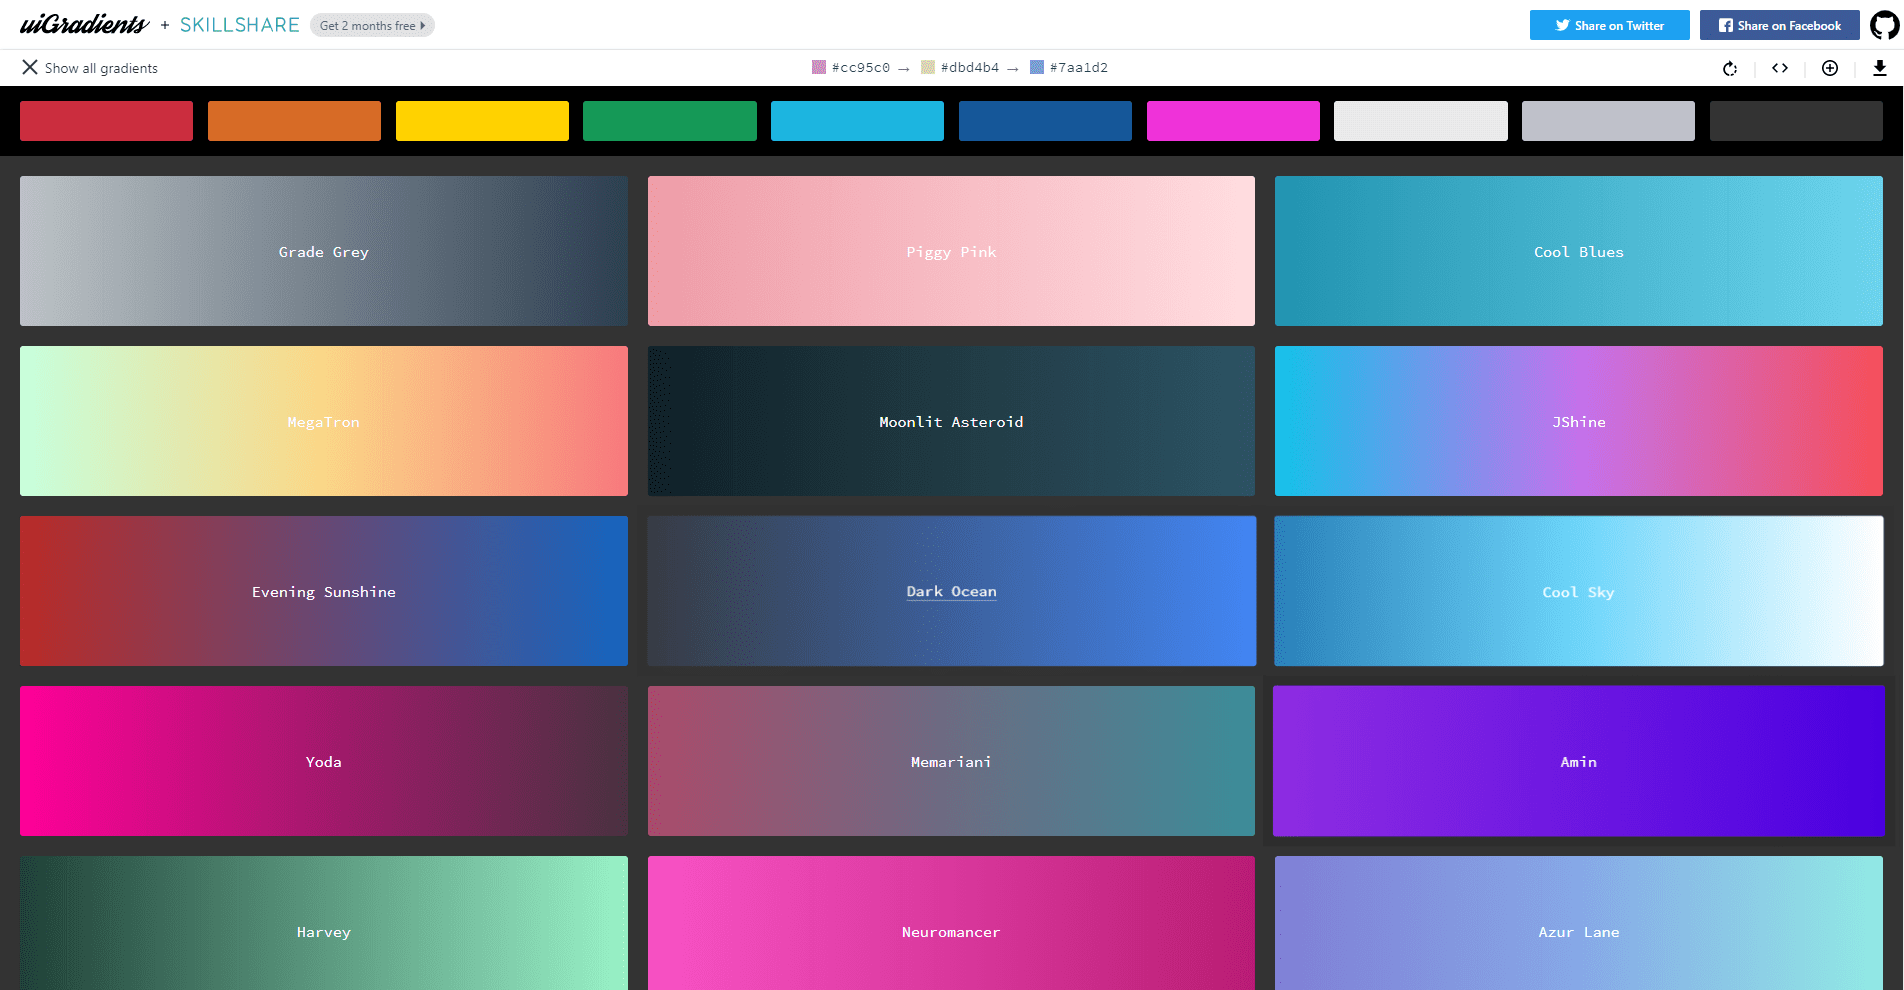 uiGradients + SKILLSHARE Get 2 months free
Share on Twitter
Share on Facebook
Show all gradients
#cc95c0 → #dbd4b4 → #7aa1d2
Grade Grey
Piggy Pink
Cool Blues
MegaTron
Moonlit Asteroid
JShine
Evening Sunshine
Dark Ocean
Cool Sky
Yoda
Memariani
Amin
Harvey
Neuromancer
Azur Lane